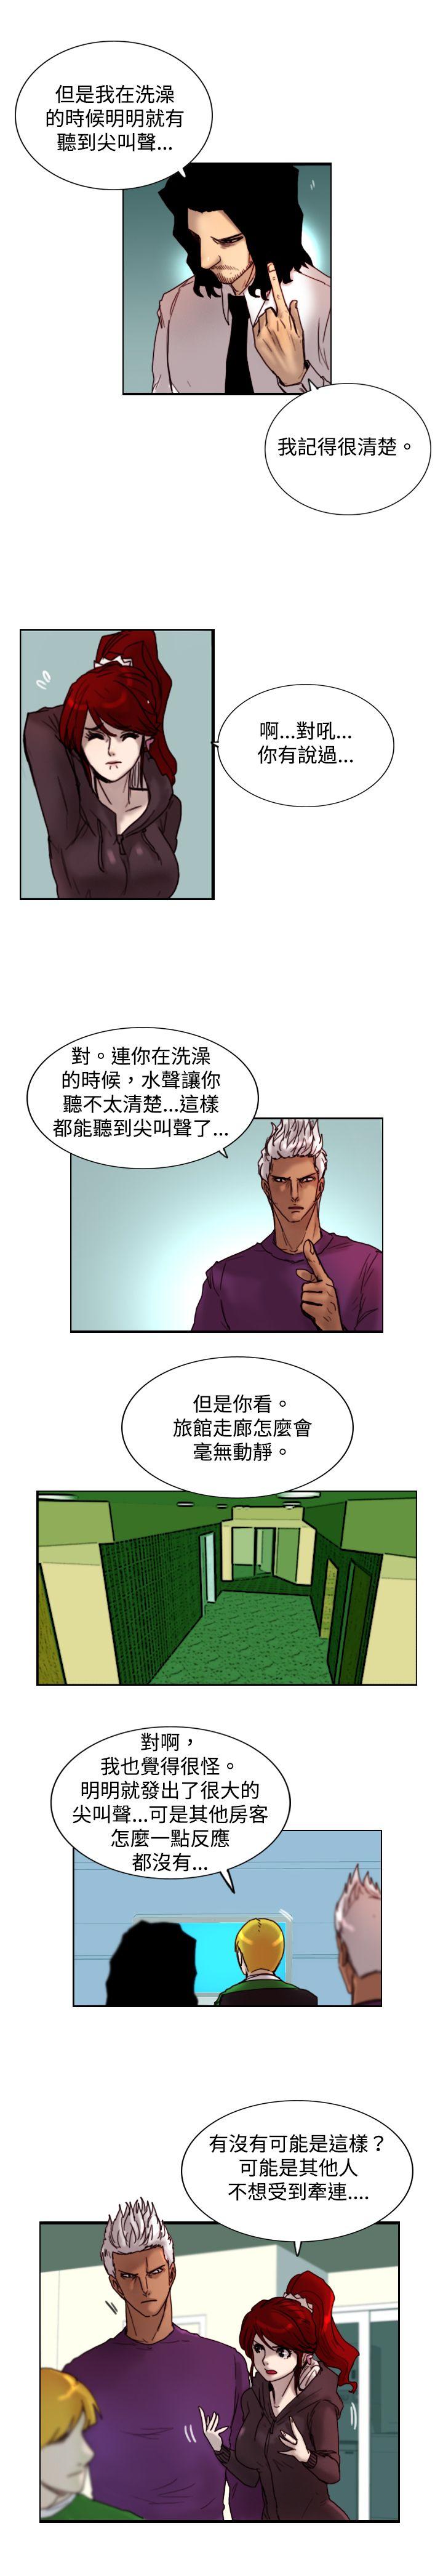 但是我在洗澡
的時候明明就有
聽到尖叫聲...
我記得很清楚。
啊...對吼...
你有說過...
對。連你在洗澡
的時候，水聲讓你
聽不太清楚...這樣
都能聽到尖叫聲了...
但是你看。
旅館走廊怎麼會
毫無動靜。
對啊，
我也覺得很怪。
明明就發出了很大的
尖叫聲...可是其他房客
怎麼一點反應
都沒有...
有沒有可能是這樣？
可能是其他人
不想受到牽連....